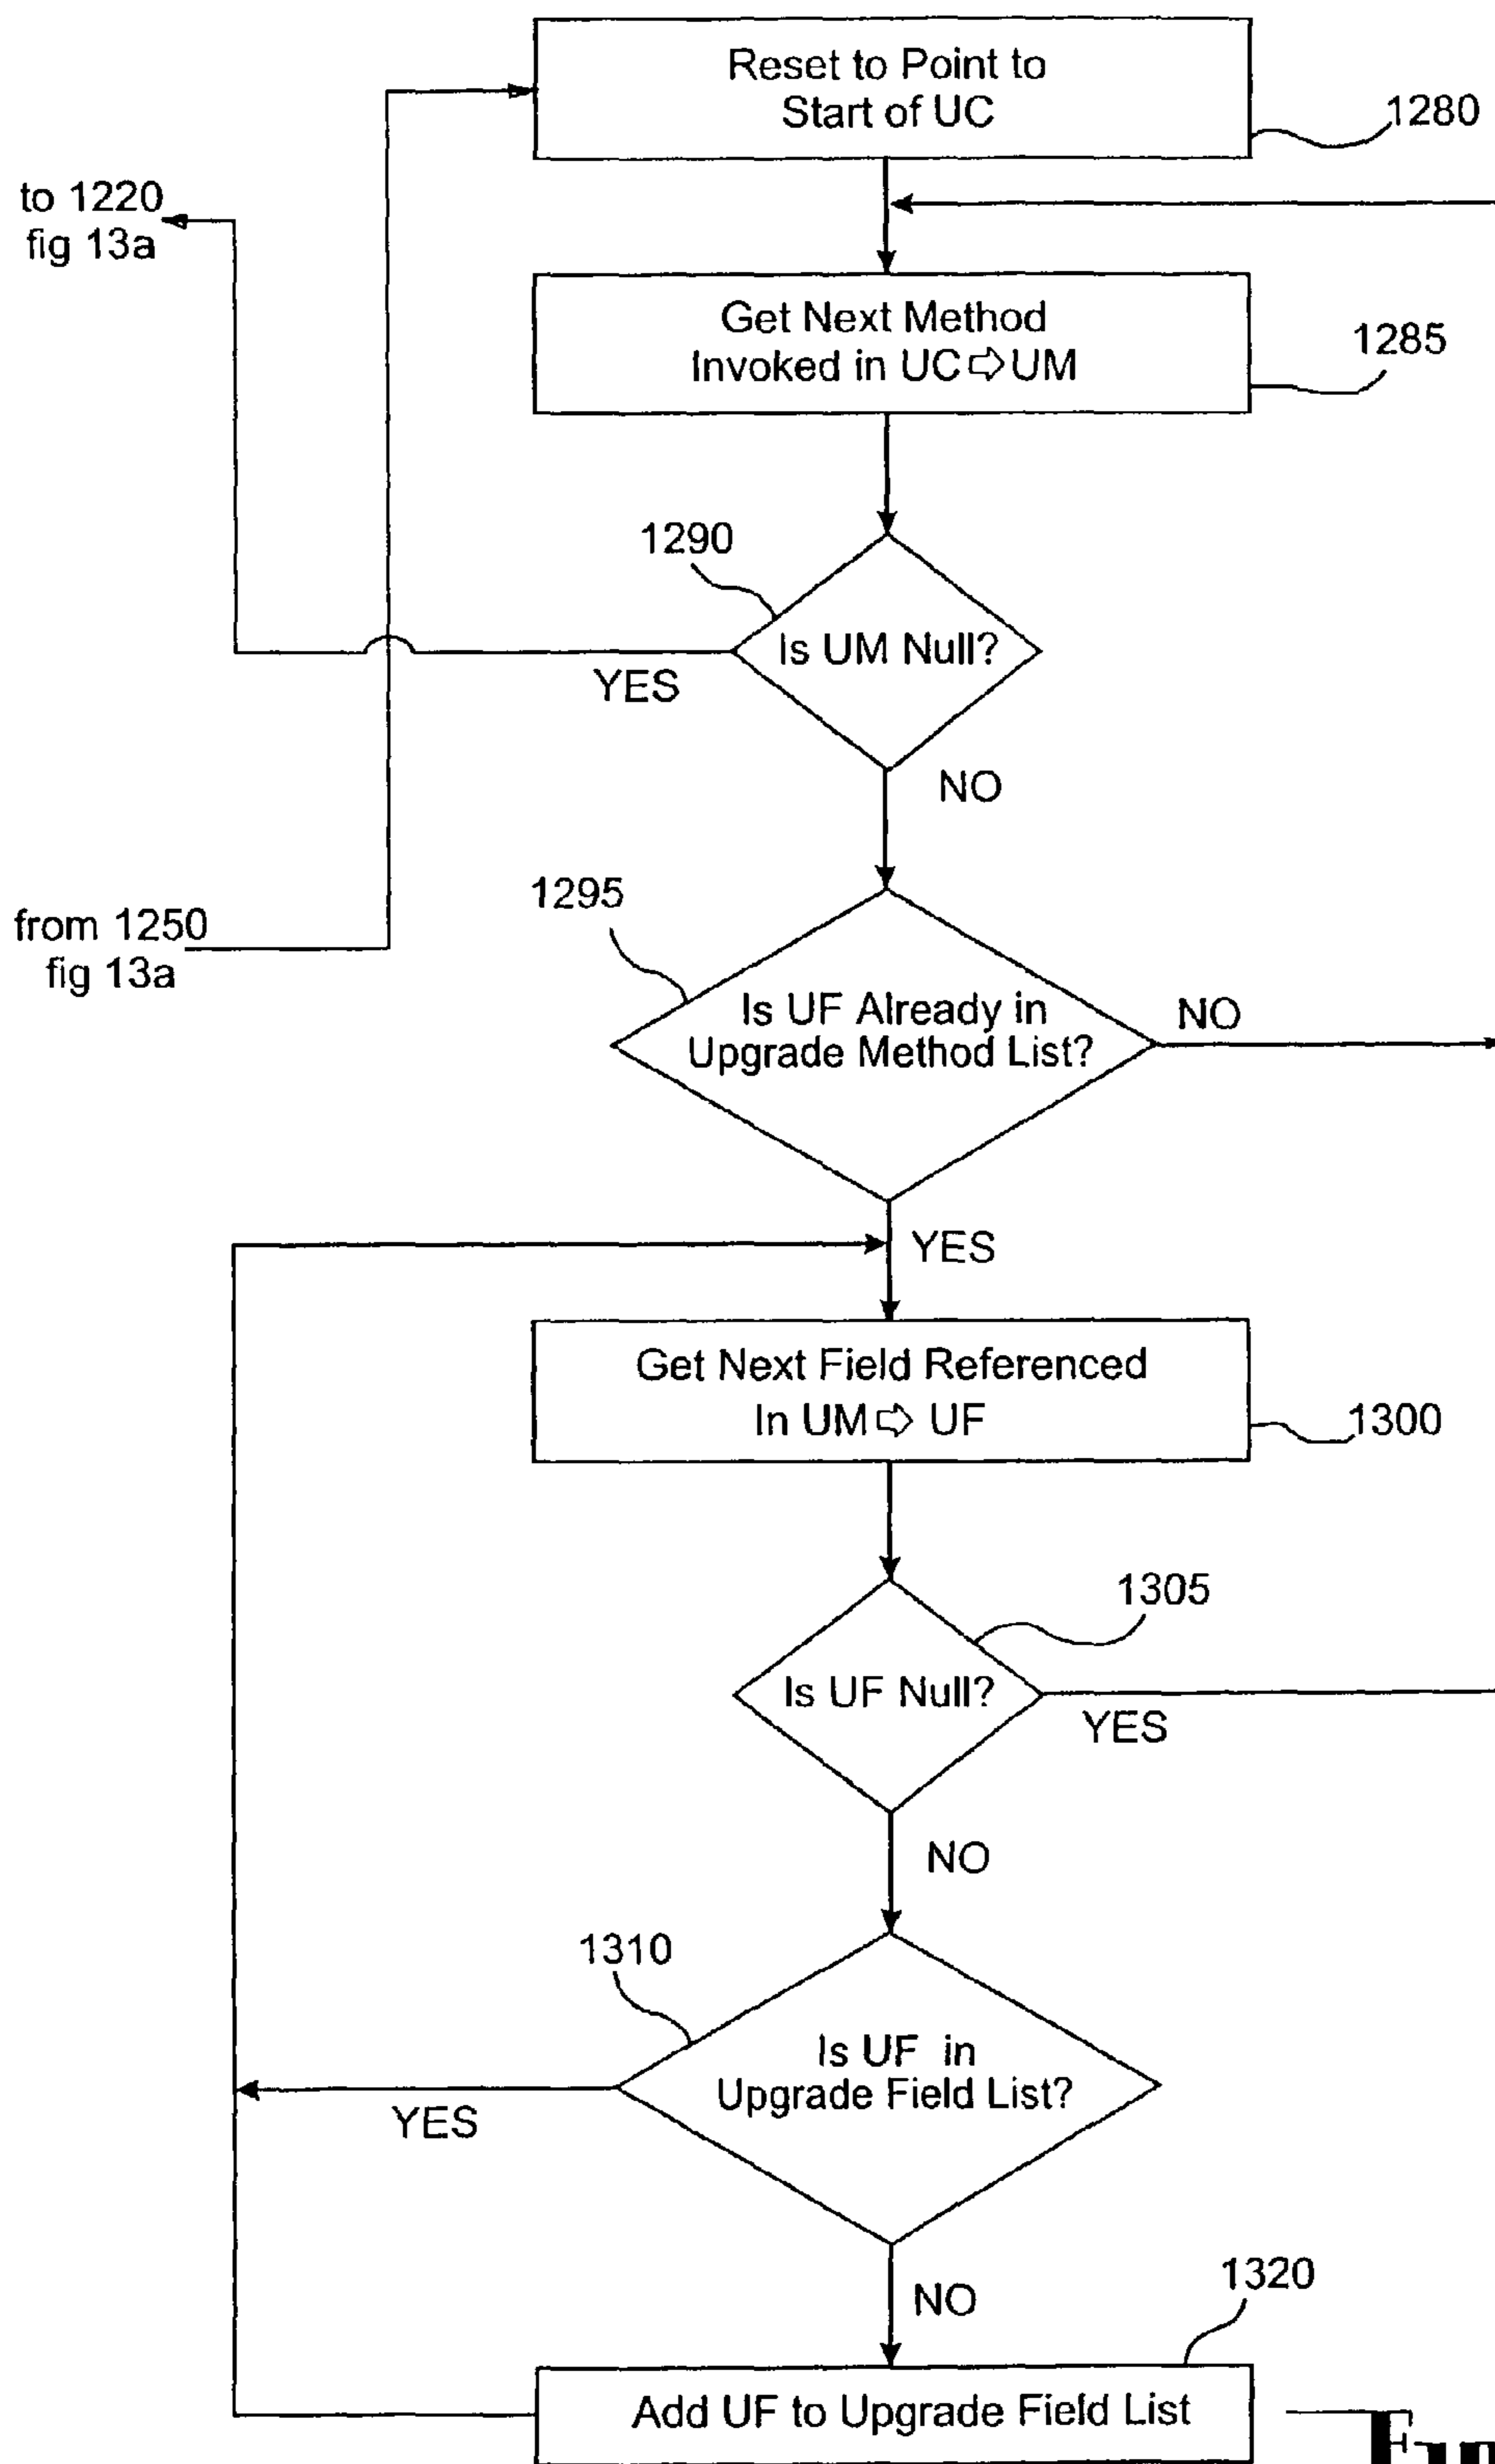 Reset to Point to
Start of UC
1280
to 1220
fig 13a
Get Next Method
Invoked in UC ⇨ UM
1285
1290
Is UM Null?
YES
NO
from 1250
fig 13a
1295
Is UF Already in
Upgrade Method List?
NO
YES
Get Next Field Referenced
In UM ⇨ UF
1300
1305
Is UF Null?
YES
NO
1310
Is UF in
Upgrade Field List?
YES
NO
1320
Add UF to Upgrade Field List